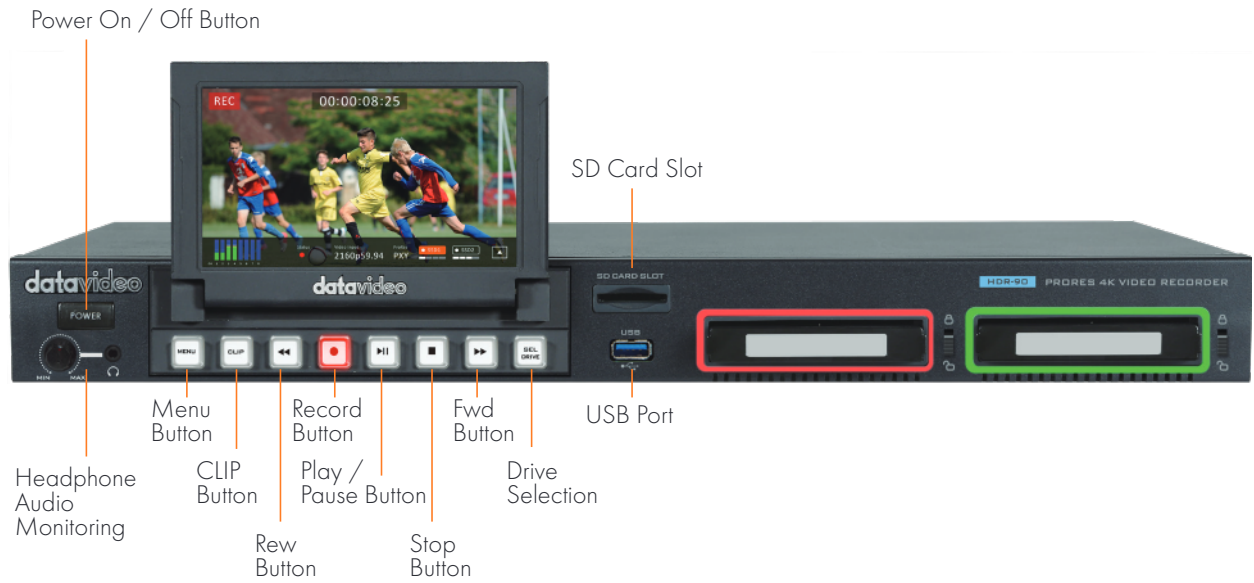 Power On / Off Button
REC
00:00:08:25
SD Card Slot
2160p59.94
PXY
datavideo
datavideo
SD CARD SLOT
HDR-90 PRORES 4K VIDEO RECORDER
POWER
USB
MENU
CLIP
SEL
DRIVE
MIN
MAX
Menu
Button
Record
Button
Fwd
Button
USB Port
Headphone
Audio
Monitoring
CLIP
Button
Play /
Pause Button
Drive
Selection
Rew
Button
Stop
Button